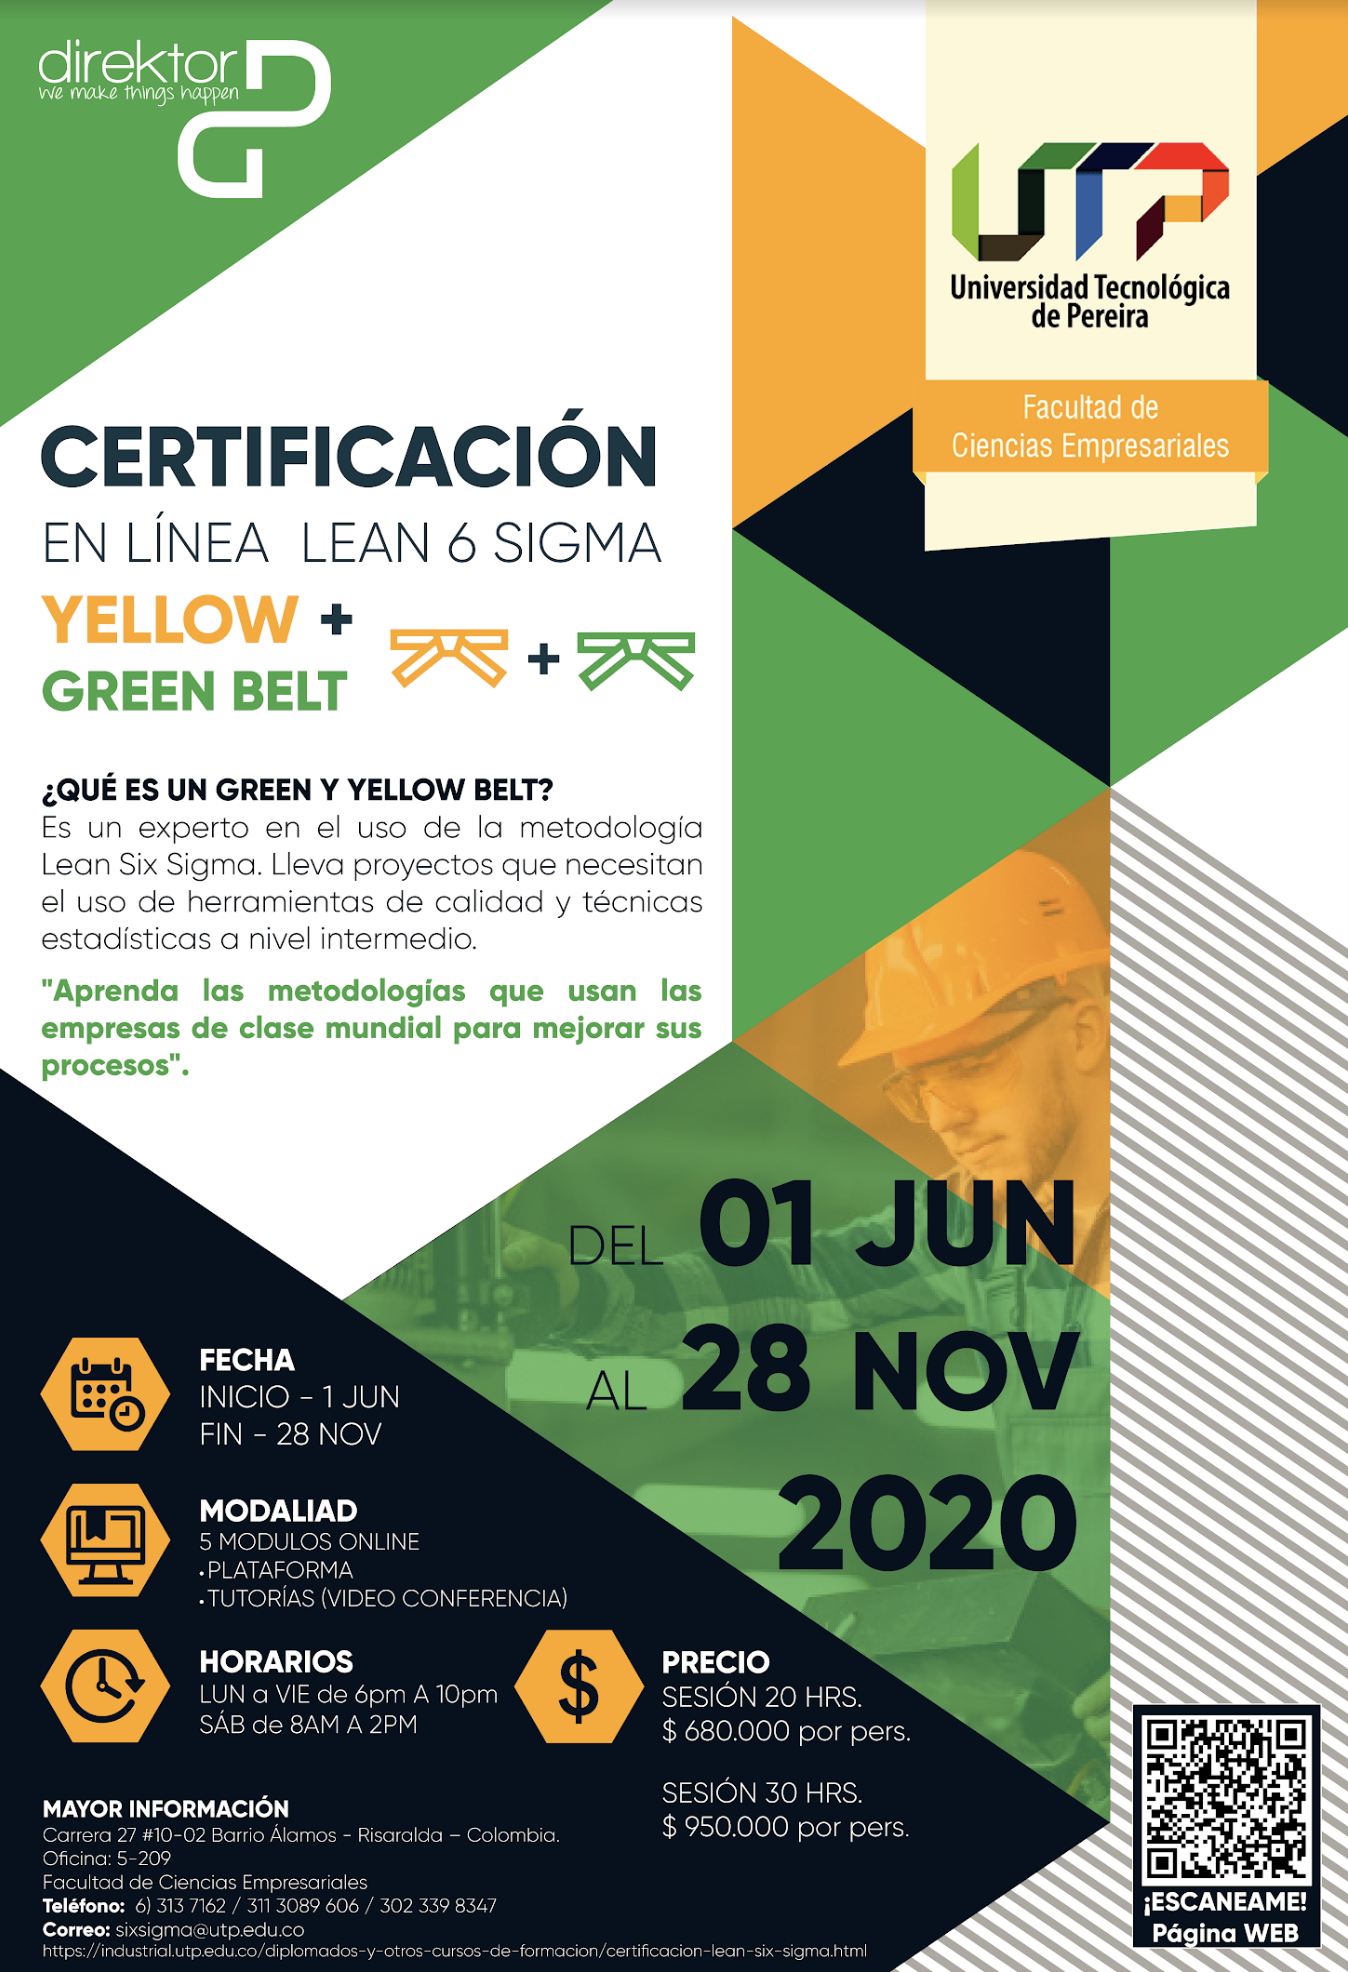 direktor
we make things happen
UTP
Universidad Tecnológica
de Pereira
Facultad de
Ciencias Empresariales
CERTIFICACIÓN
EN LÍNEA LEAN 6 SIGMA
YELLOW +
GREEN BELT
+
¿QUÉ ES UN GREEN Y YELLOW BELT?
Es un experto en el uso de la metodología
Lean Six Sigma. Lleva proyectos que necesitan
el uso de herramientas de calidad y técnicas
estadísticas a nivel intermedio.
"Aprenda las metodologías que usan las
empresas de clase mundial para mejorar sus
procesos".
DEL 01 JUN
AL 28 NOV
2020
FECHA
INICIO - 1 JUN
FIN - 28 NOV
MODALIAD
5 MODULOS ONLINE
•PLATAFORMA
•TUTORÍAS (VIDEO CONFERENCIA)
HORARIOS
LUN a VIE de 6pm A 10pm
SÁB de 8AM A 2PM
$
PRECIO
SESIÓN 20 HRS.
$ 680.000 por pers.
SESIÓN 30 HRS.
$ 950.000 por pers.
MAYOR INFORMACIÓN
Carrera 27 #10-02 Barrio Álamos - Risaralda – Colombia.
Oficina: 5-209
Facultad de Ciencias Empresariales
Teléfono: 6) 313 7162 / 311 3089 606 / 302 339 8347
Correo: sixsigma@utp.edu.co
https://industrial.utp.edu.co/diplomados-y-otros-cursos-de-formacion/certificacion-lean-six-sigma.html
¡ESCANEAME!
Página WEB